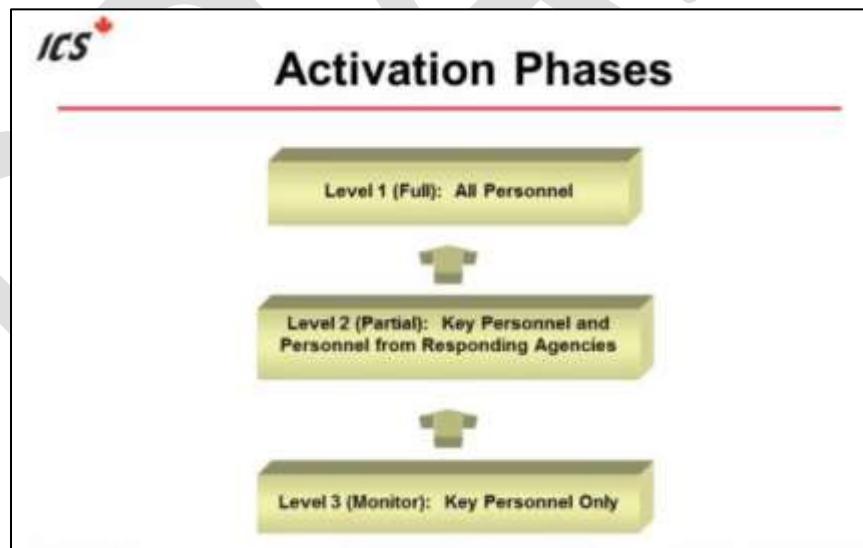 ICS
Activation Phases
Level 1 (Full): All Personnel
Level 2 (Partial): Key Personnel and
Personnel from Responding Agencies
Level 3 (Monitor): Key Personnel Only